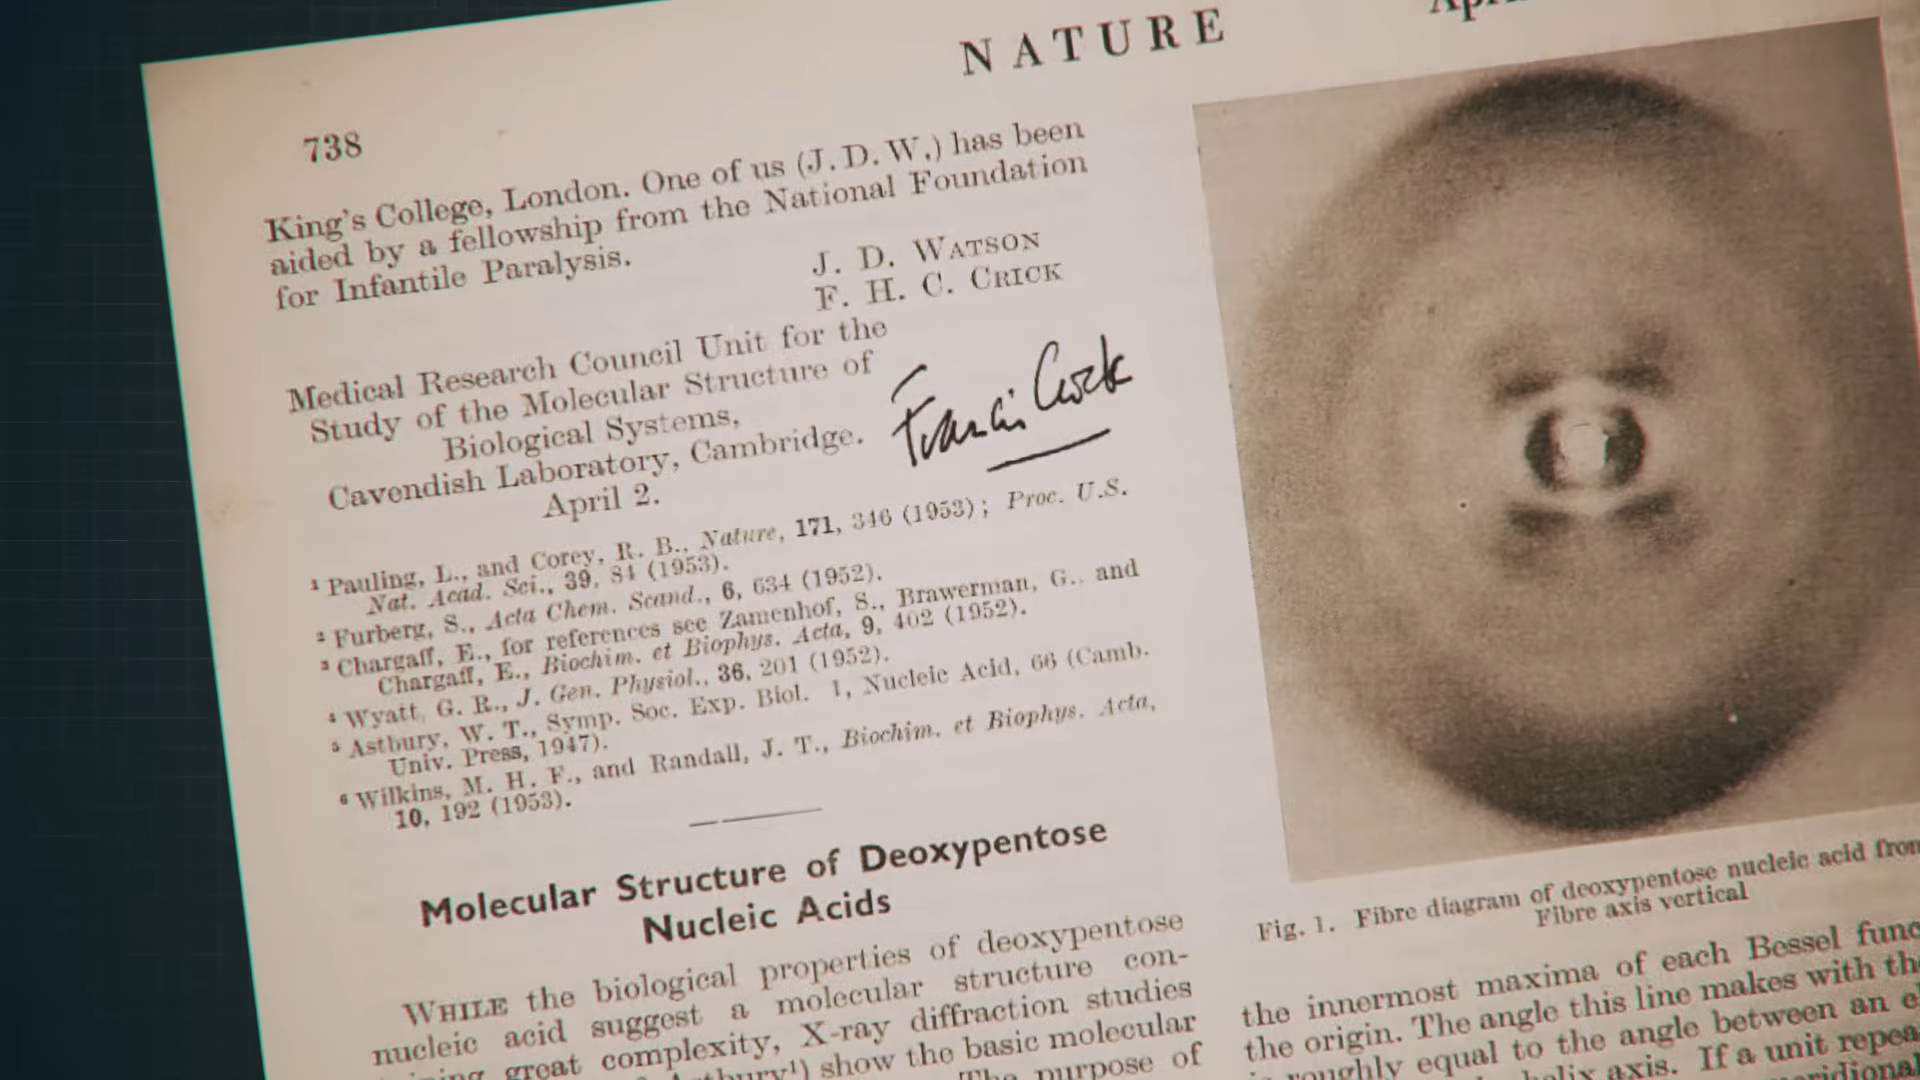 NATURE
738
King's College, London. One of us (J. D. W.) has been
aided by a fellowship from the National Foundation
for Infantile Paralysis.
J. D. WATSON
F. H. C. CRICK
Medical Research Council Unit for the
Study of the Molecular Structure of
Biological Systems,
Cavendish Laboratory, Cambridge.
April 2.
Francis Crick
¹ Pauling, L., and Corey, R. B., Nature, 171, 346 (1953); Proc. U.S.
Nat. Acad. Sci., 39, 84 (1953).
² Furberg, S., Acta Chem. Scand., 6, 634 (1952).
³ Chargaff, E., for references see Zamenhof, S., Brawerman, G., and
Chargaff, E., Biochim. et Biophys. Acta, 9, 402 (1952).
⁴ Wyatt, G. R., J. Gen. Physiol., 36, 201 (1952).
⁵ Astbury, W. T., Symp. Soc. Exp. Biol. 1, Nucleic Acid, 66 (Camb.
Univ. Press, 1947).
⁶ Wilkins, M. H. F., and Randall, J. T., Biochim. et Biophys. Acta,
10, 192 (1953).
Molecular Structure of Deoxypentose
Nucleic Acids
WHILE the biological properties of deoxypentose
nucleic acid suggest a molecular structure con-
great complexity, X-ray diffraction studies
show the basic molecular
The purpose of
Fig. 1. Fibre diagram of deoxypentose nucleic acid from
Fibre axis vertical
the innermost maxima of each Bessel
the origin. The angle this line makes with
roughly equal to the angle between an
helix axis. If a unit